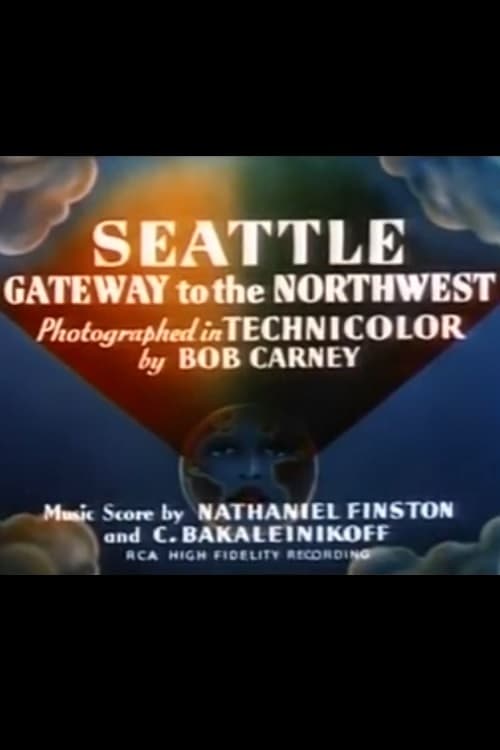 SEATTLE
GATEWAY to the NORTHWEST
Photographed in TECHNICOLOR
by BOB CARNEY
Music Score by NATHANIEL FINSTON
and C. BAKALEINIKOFF
RCA HIGH FIDELITY RECORDING